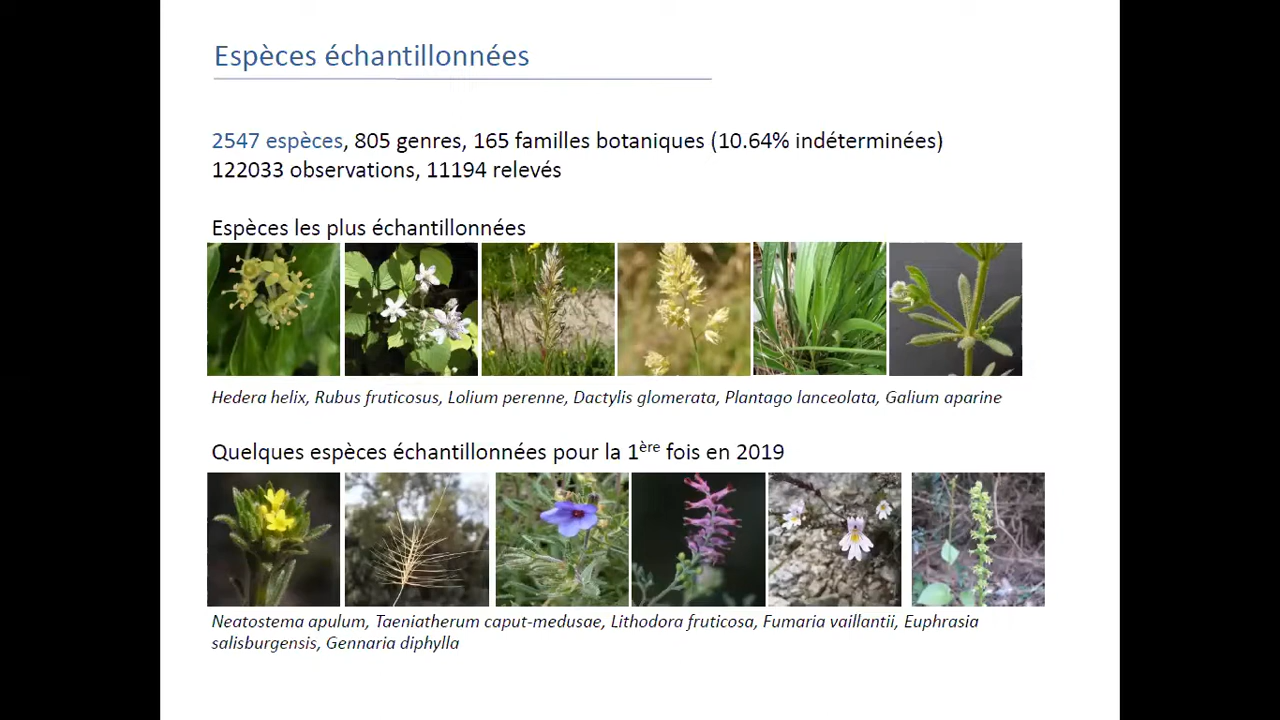 Espèces échantillonnées
2547 espèces, 805 genres, 165 familles botaniques (10.64% indéterminées)
122033 observations, 11194 relevés
Espèces les plus échantillonnées
Hedera helix, Rubus fruticosus, Lolium perenne, Dactylis glomerata, Plantago lanceolata, Galium aparine
Quelques espèces échantillonnées pour la 1ère fois en 2019
Neatostema apulum, Taeniatherum caput-medusae, Lithodora fruticosa, Fumaria vaillantii, Euphrasia
salisburgensis, Gennaria diphylla